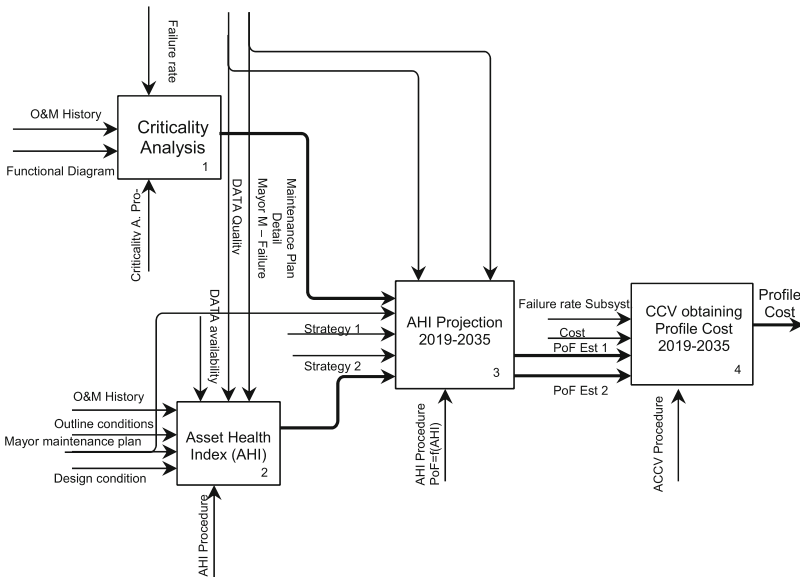 Failure rate
O&M History
Functional Diagram
Criticality
Analysis
1
Criticality A. Pro-
DATA Quality
Mayor M – Failure
Detail
Maintenance Plan
DATA availability
O&M History
Outline conditions
Mayor maintenance plan
Design condition
Asset Health
Index (AHI)
2
AHI Procedure
Strategy 1
Strategy 2
AHI Projection
2019-2035
3
AHI Procedure
PoF=f(AHI)
Failure rate Subsyst
Cost
PoF Est 1
PoF Est 2
CCV obtaining
Profile Cost
2019-2035
4
ACCV Procedure
Profile
Cost